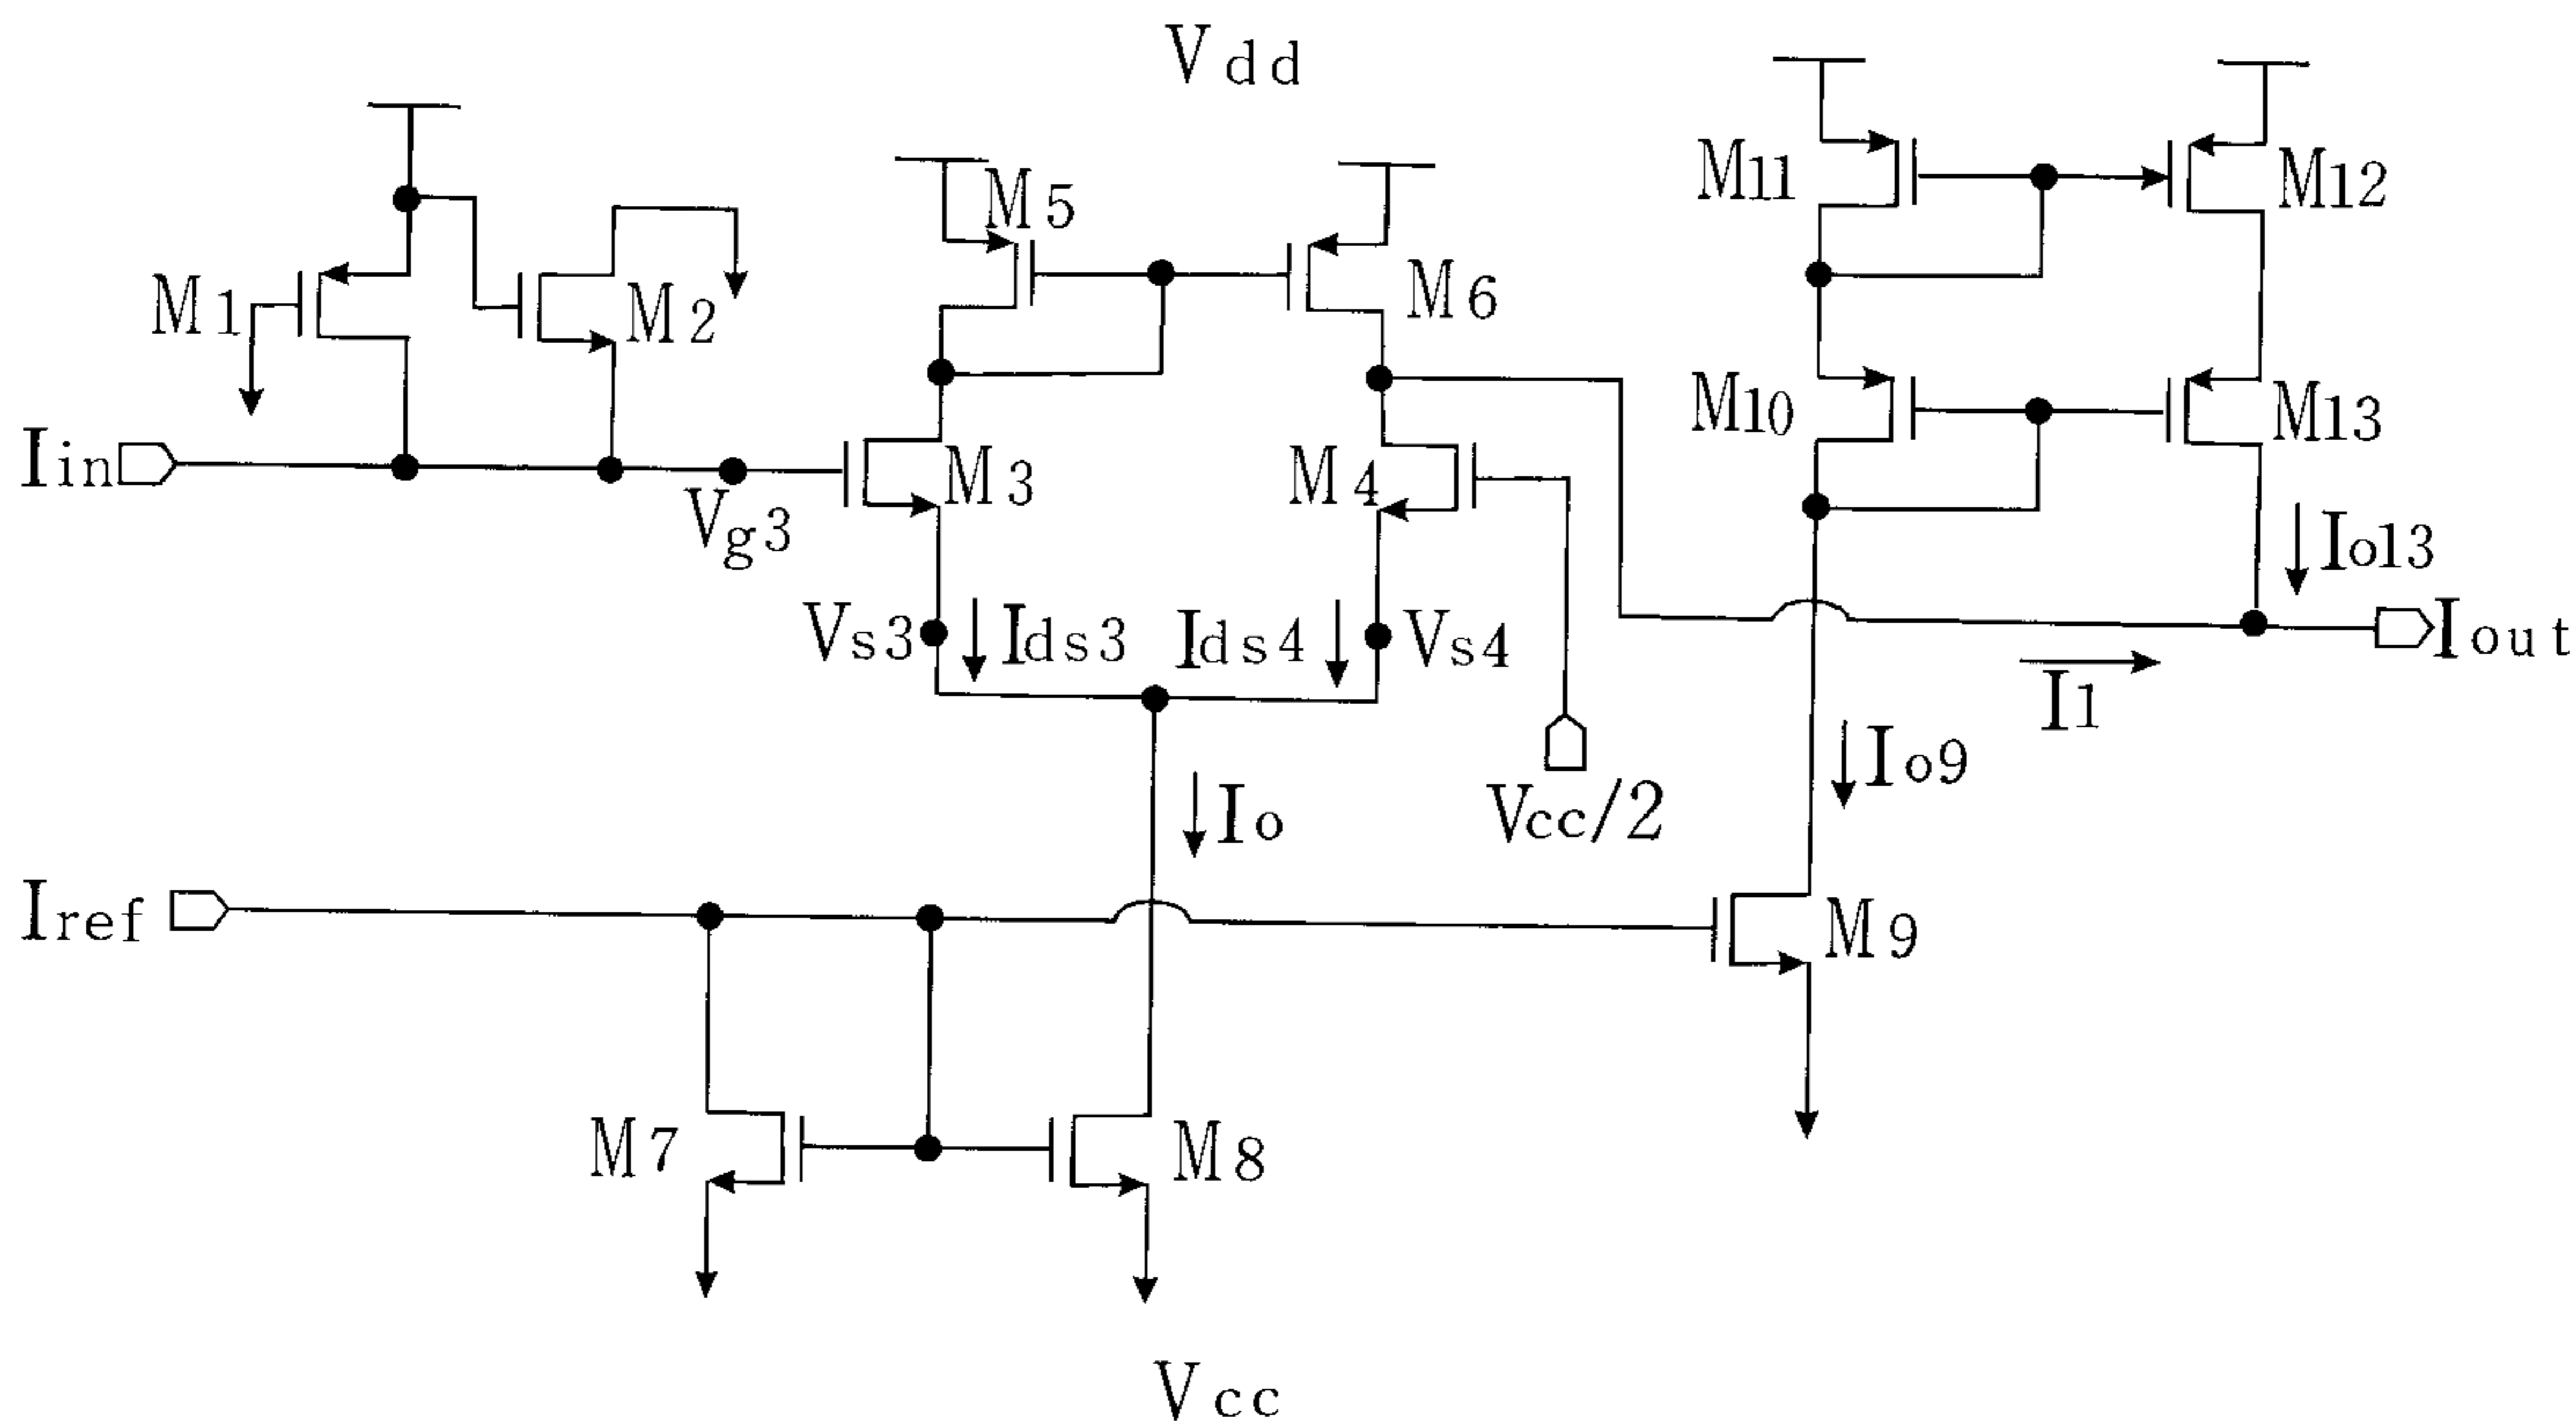 Vdd
M11
M12
M5
M1
M2
M6
M10
M13
Iin
M3
M4
Vg3
Io13
Vs3
Ids3
Ids4
Vs4
Iout
I1
Io9
Io
Vcc/2
Iref
M9
M7
M8
Vcc